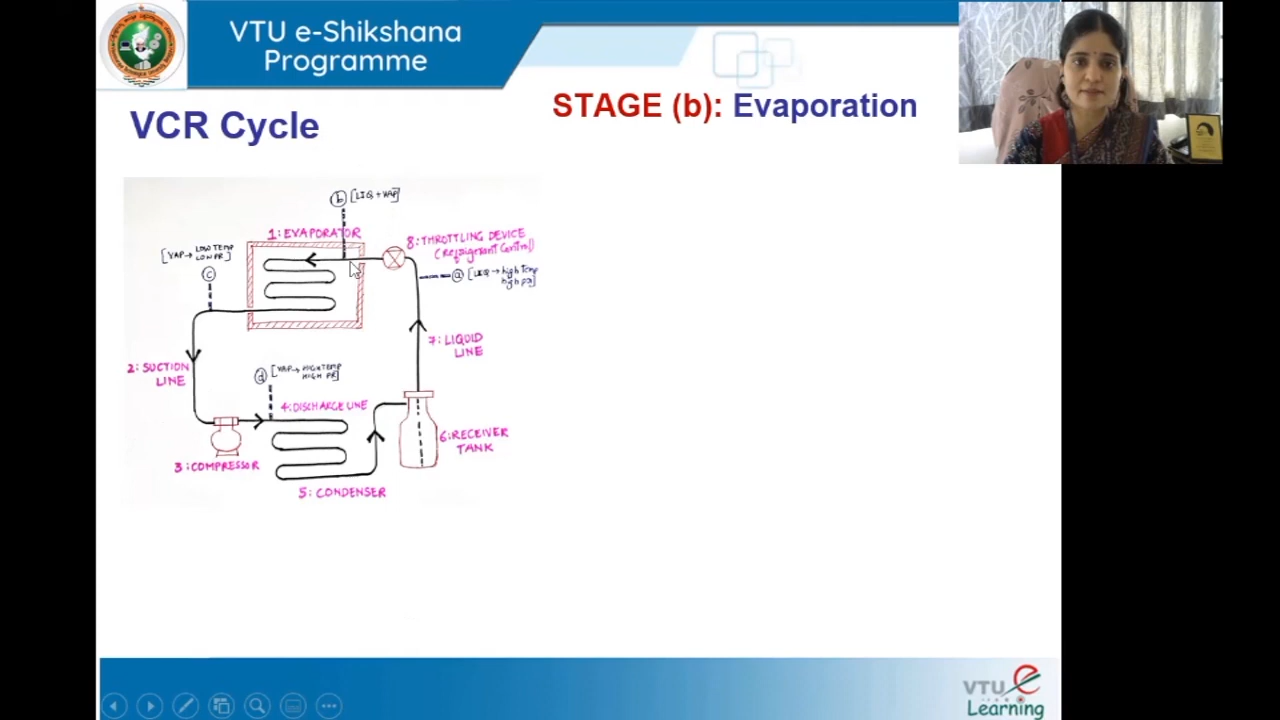 VTU e-Shikshana
Programme
VCR Cycle
STAGE (b): Evaporation
b [LIQ + VAP]
1: EVAPORATOR
8: THROTTLING DEVICE
(Refrigerant Control)
[VAP→ LOW TEMP
LOW PR]
c
a [LIQ → high Temp
high pr]
7: LIQUID
LINE
2: SUCTION
LINE
d [VAP→ HIGH TEMP
HIGH PR]
4: DISCHARGE LINE
3: COMPRESSOR
6: RECEIVER
TANK
5: CONDENSER
VTU e
Learning